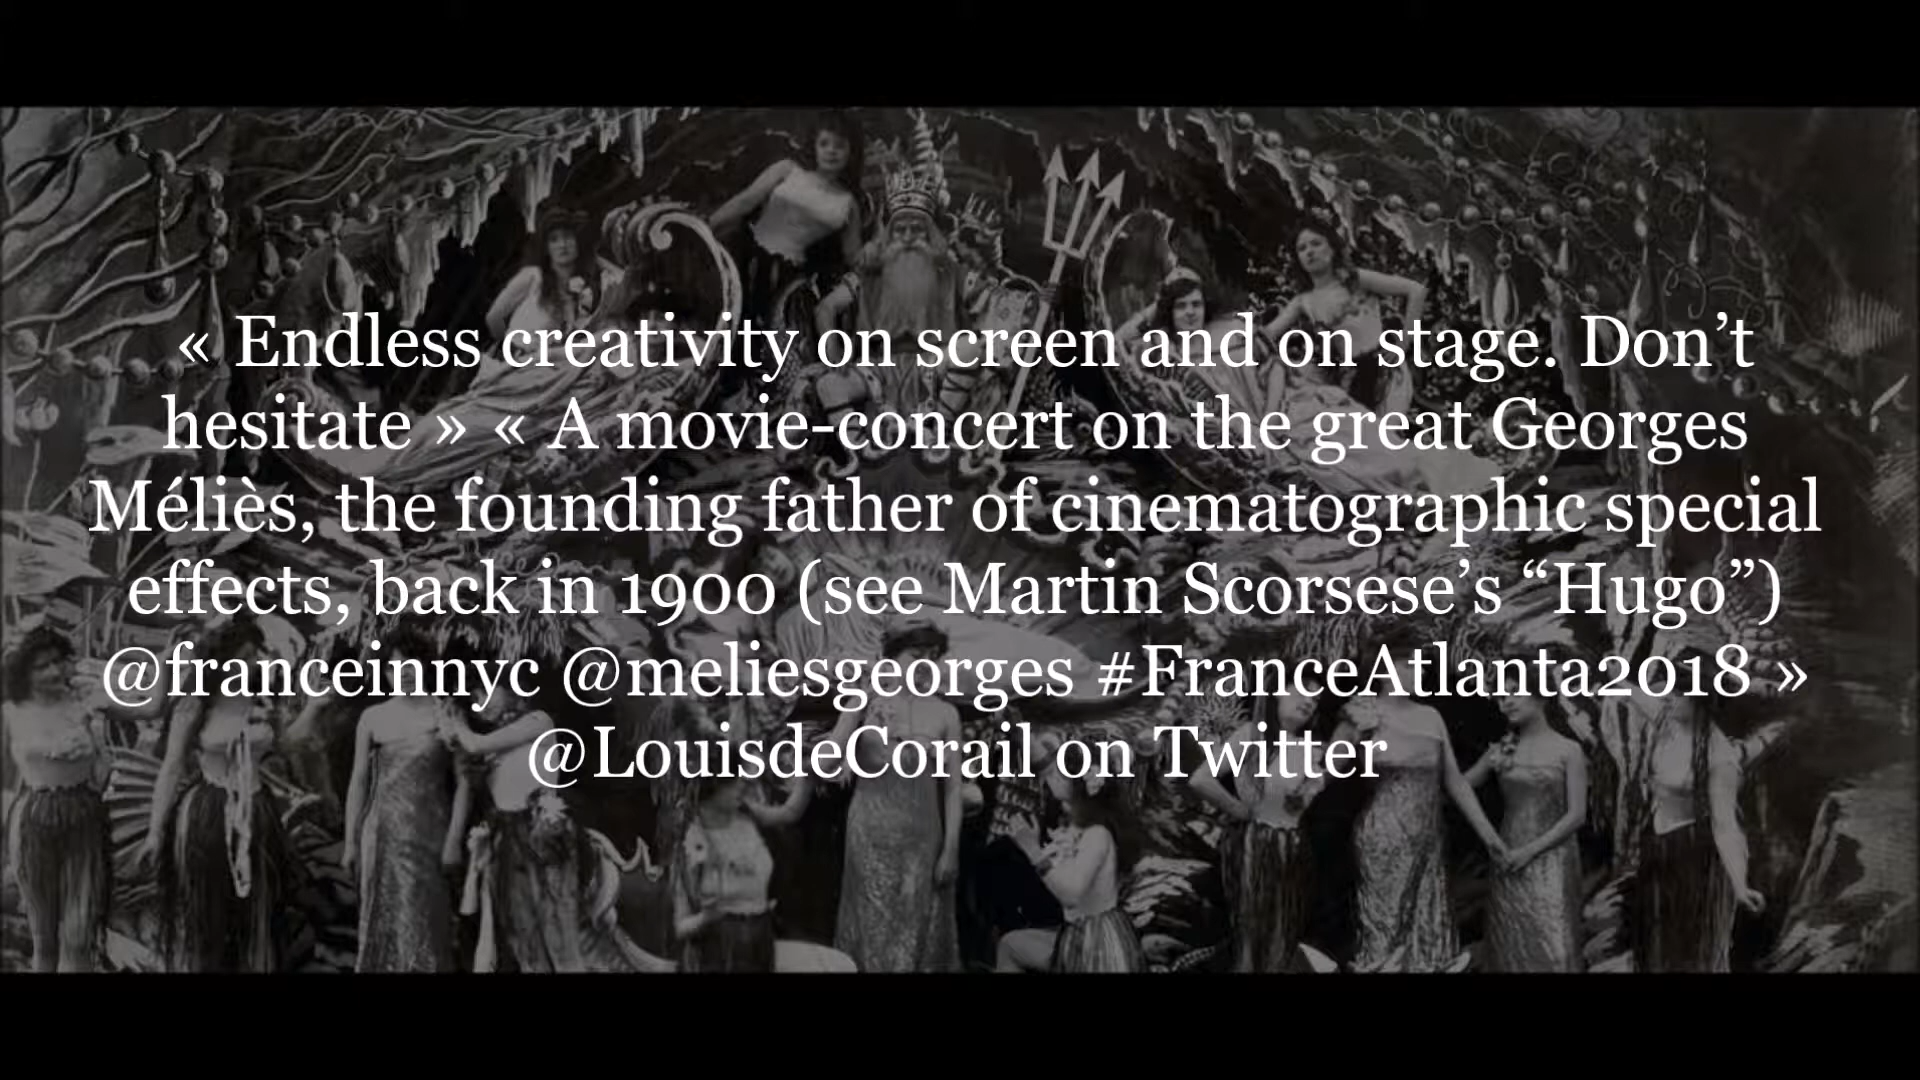 « Endless creativity on screen and on stage. Don’t
hesitate » « A movie-concert on the great Georges
Méliès, the founding father of cinematographic special
effects, back in 1900 (see Martin Scorsese’s “Hugo”)
@franceinnyc @meliesgeorges #FranceAtlanta2018 »
@LouisdeCorail on Twitter